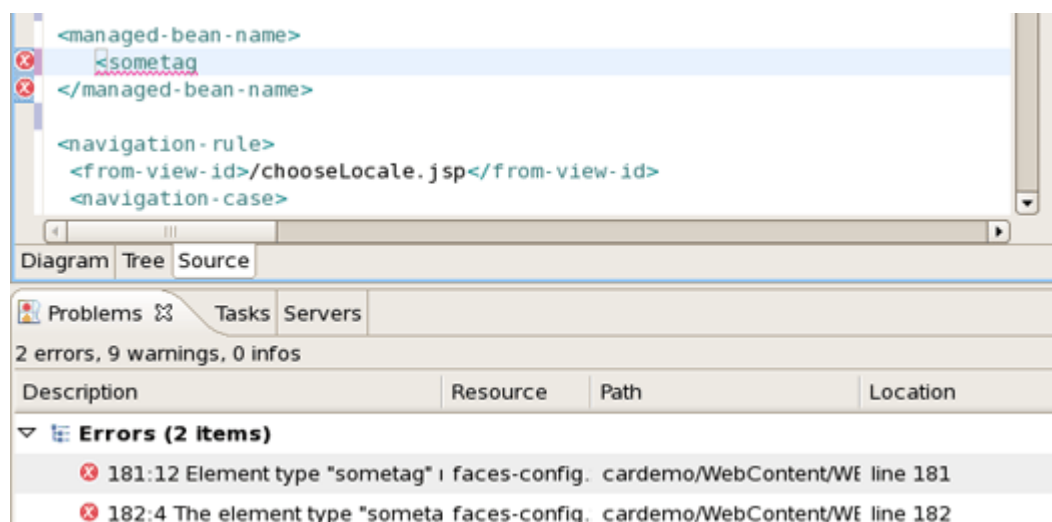 <managed-bean-name>
<sometag
</managed-bean-name>
<navigation-rule>
<from-view-id>/chooseLocale.jsp</from-view-id>
<navigation-case>
Diagram Tree Source
Problems Tasks Servers
2 errors, 9 warnings, 0 infos
Description Resource Path Location
Errors (2 items)
181:12 Element type "sometag" faces-config. cardemo/WebContent/WE line 181
182:4 The element type "someta faces-config. cardemo/WebContent/WE line 182